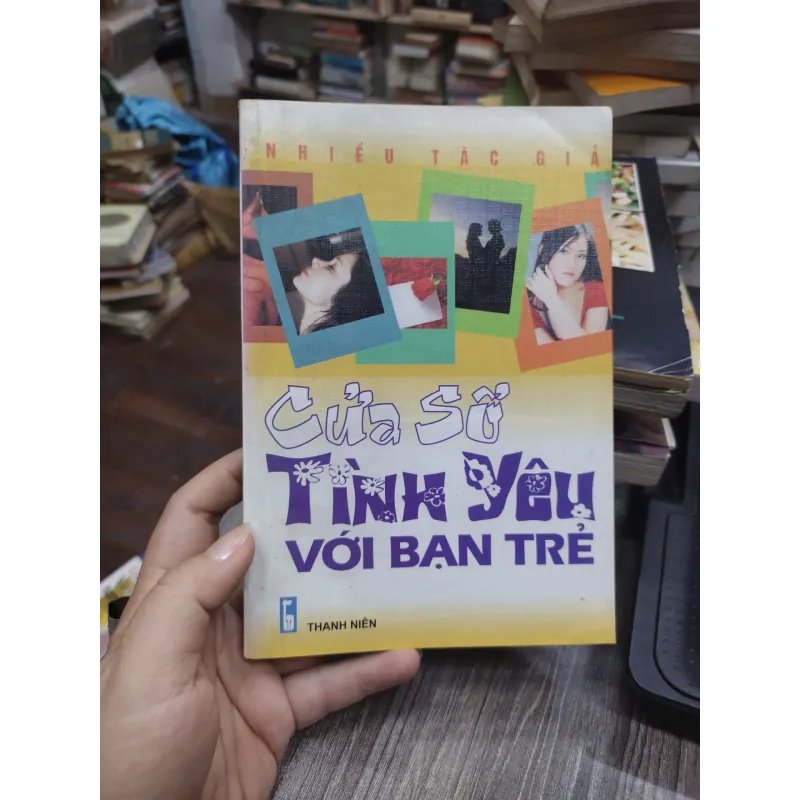 NHIỀU TÁC GIẢ
Cửa Sổ
Tình Yêu
VỚI BẠN TRẺ
THANH NIÊN